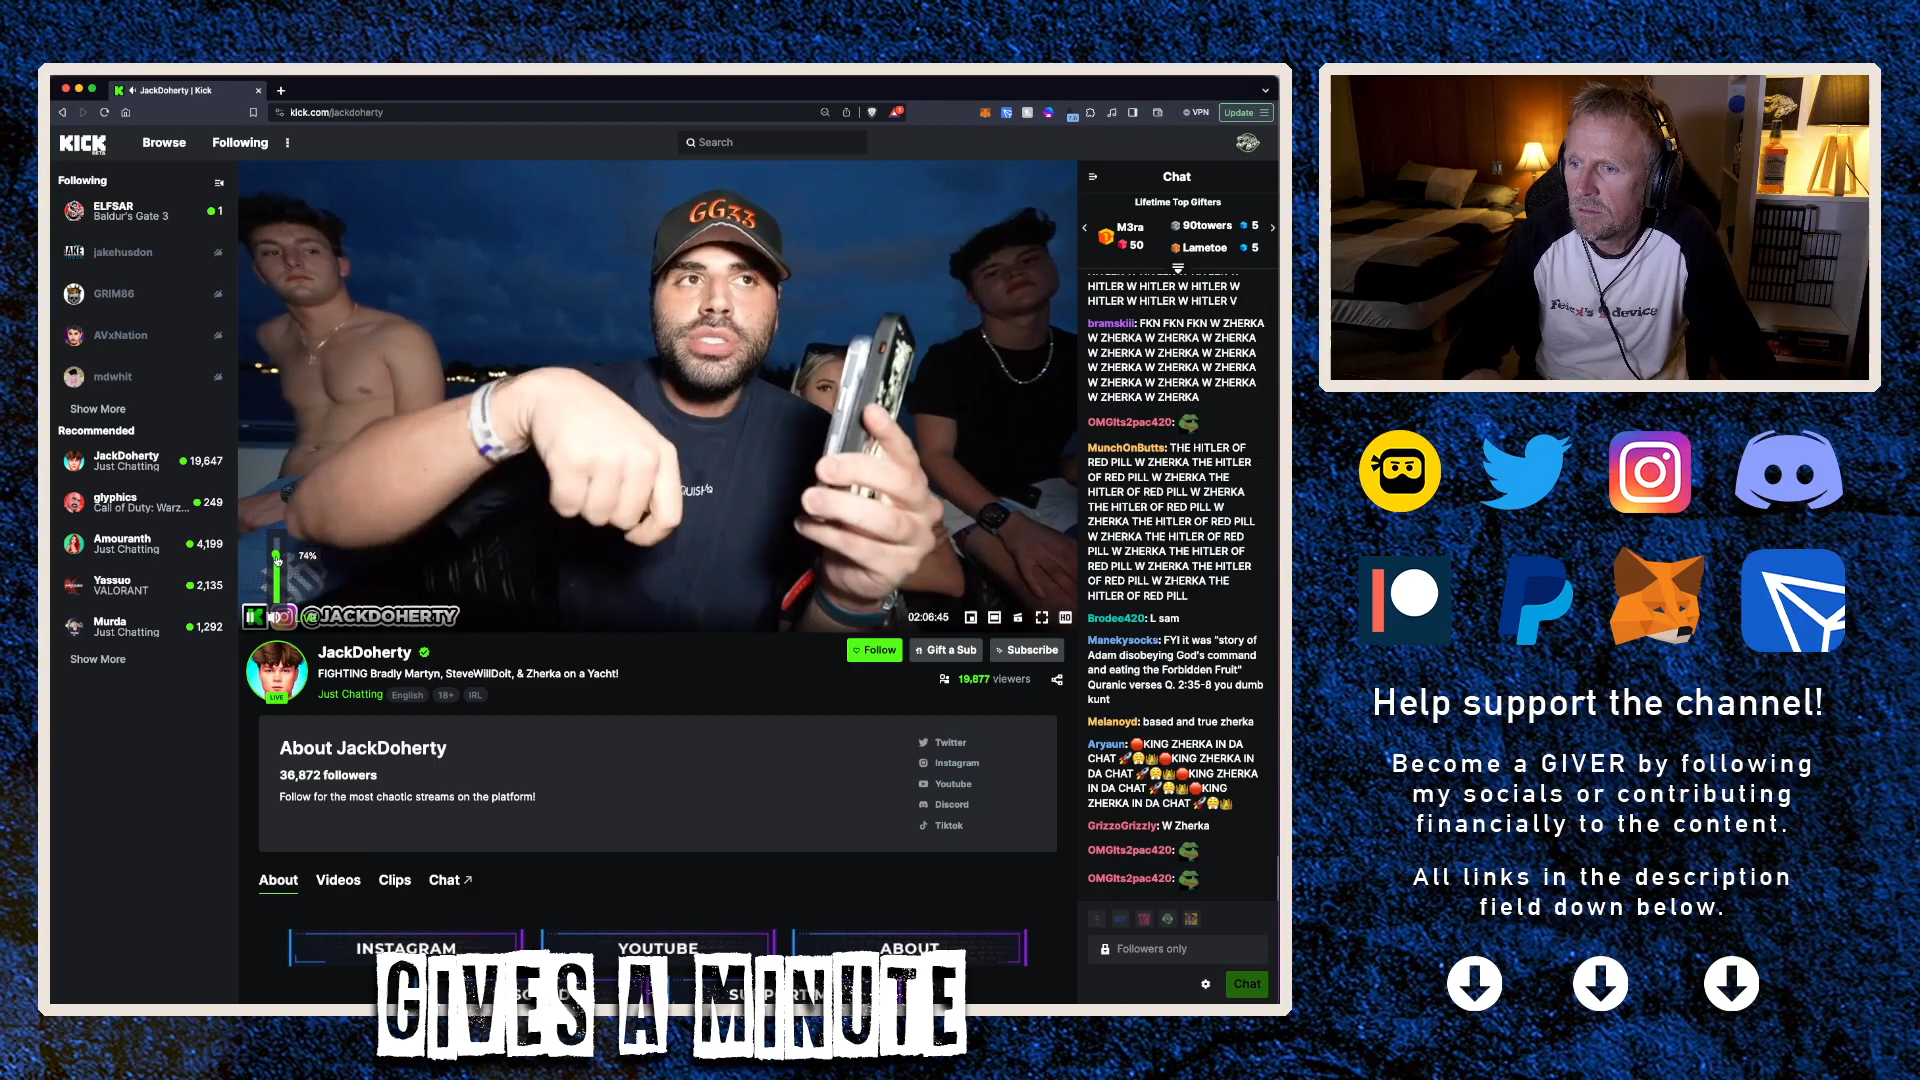 JackDoherty | Kick
kick.com/jackdoherty
VPN
Update
KICK
BETA
Browse
Following
Search
Following
ELFSAR
Baldur's Gate 3
1
jakehusdon
GRIM86
AVxNation
mdwhit
Show More
Recommended
JackDoherty
Just Chatting
19,647
glyphics
Call of Duty: Warz...
249
Amouranth
Just Chatting
4,199
Yassuo
VALORANT
2,135
Murda
Just Chatting
1,292
Show More
GGzz
74%
LIVE
@JACKDOHERTY
02:06:45
HD
JackDoherty
FIGHTING Bradly Martyn, SteveWillDoIt, & Zherka on a Yacht!
Just Chatting
English
18+
IRL
LIVE
Follow
Gift a Sub
Subscribe
19,877 viewers
About JackDoherty
36,872 followers
Follow for the most chaotic streams on the platform!
Twitter
Instagram
Youtube
Discord
Tiktok
About
Videos
Clips
Chat
INSTAGRAM
YOUTUBE
ABOUT
GIVES A MINUTE
Chat
Lifetime Top Gifters
M3ra
50
90towers
5
Lametoe
5
HITLER W HITLER W HITLER W
HITLER W HITLER W HITLER W
HITLER W HITLER W HITLER V
bramskiii: FKN FKN FKN W ZHERKA
W ZHERKA W ZHERKA W ZHERKA
W ZHERKA W ZHERKA W ZHERKA
W ZHERKA W ZHERKA W ZHERKA
W ZHERKA W ZHERKA W ZHERKA
W ZHERKA W ZHERKA
OMGIts2pac420:
MunchOnButts: THE HITLER OF
RED PILL W ZHERKA THE HITLER
OF RED PILL W ZHERKA THE
HITLER OF RED PILL W ZHERKA
THE HITLER OF RED PILL W
ZHERKA THE HITLER OF RED PILL
W ZHERKA THE HITLER OF RED
PILL W ZHERKA THE HITLER OF
RED PILL W ZHERKA THE HITLER
OF RED PILL W ZHERKA THE
HITLER OF RED PILL
Brodee420: L sam
Manekysocks: FYI it was "story of
Adam disobeying God's command
and eating the Forbidden Fruit"
Quranic verses Q. 2:35-8 you dumb
kunt
Melanoyd: based and true zherka
Aryaun: 🛑KING ZHERKA IN DA
CHAT 🚀😤👑🛑KING ZHERKA IN
DA CHAT 🚀😤👑🛑KING ZHERKA
IN DA CHAT 🚀😤👑🛑KING
ZHERKA IN DA CHAT 🚀😤👑
GrizzoGrizzly: W Zherka
OMGIts2pac420:
OMGIts2pac420:
Followers only
Chat
device
Help support the channel!
Become a GIVER by following
my socials or contributing
financially to the content.
All links in the description
field down below.